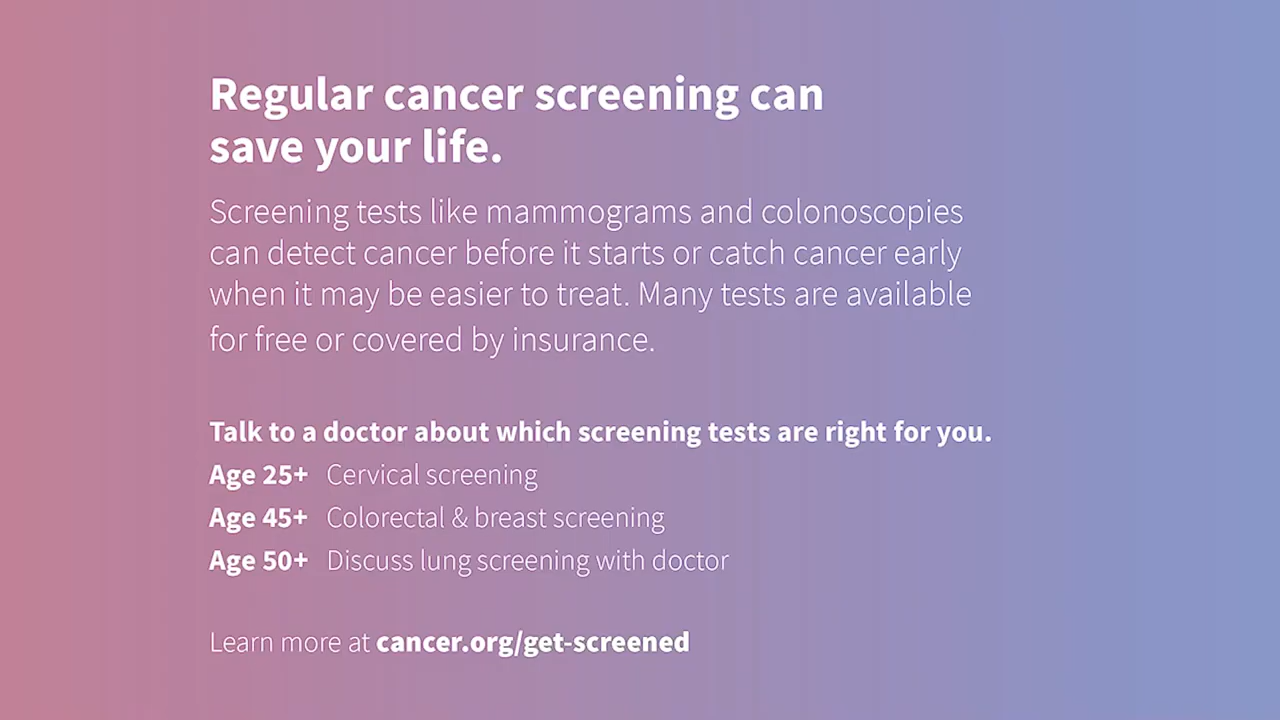 Regular cancer screening can
save your life.
Screening tests like mammograms and colonoscopies
can detect cancer before it starts or catch cancer early
when it may be easier to treat. Many tests are available
for free or covered by insurance.
Talk to a doctor about which screening tests are right for you.
Age 25+ Cervical screening
Age 45+ Colorectal & breast screening
Age 50+ Discuss lung screening with doctor
Learn more at cancer.org/get-screened